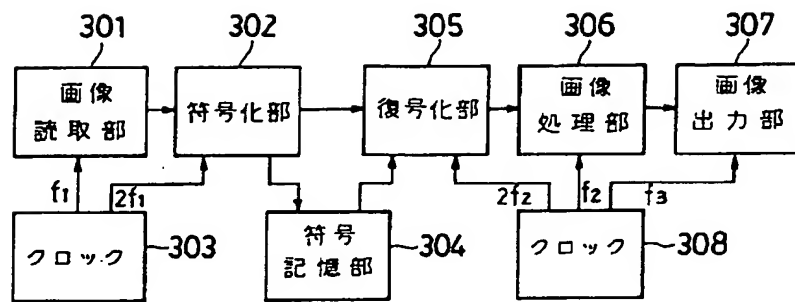 301
302
305
306
307
画像
読取部
符号化部
復号化部
画像
処理部
画像
出力部
f1
2f1
2f2
f2
f3
クロック
303
符号
記憶部
304
クロック
308